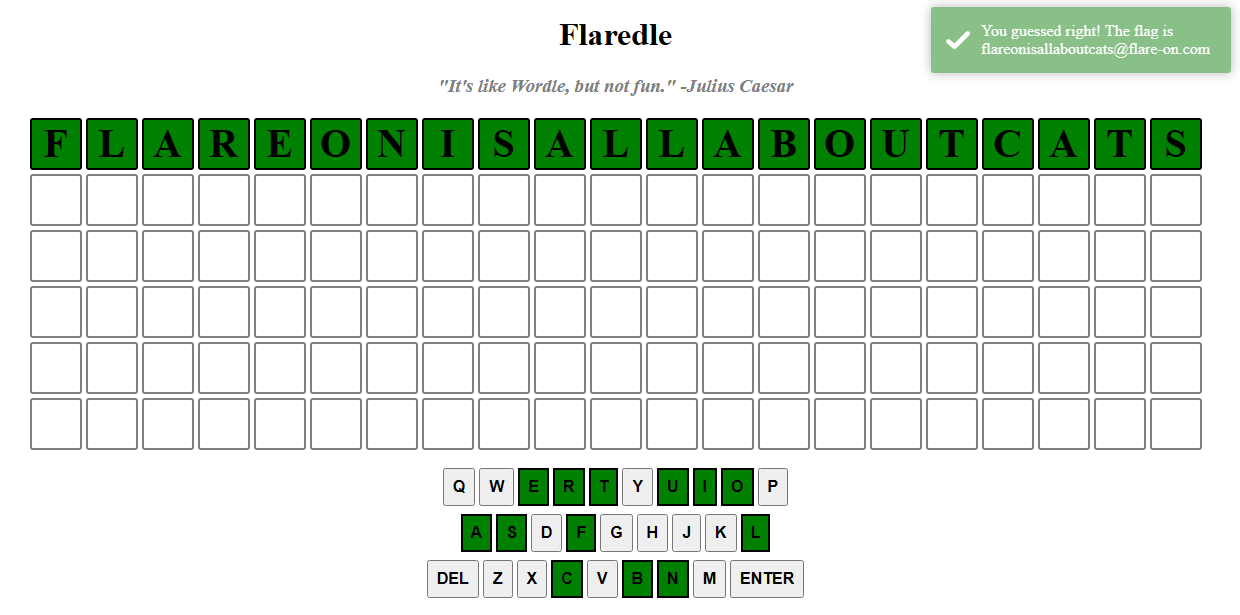 Flaredle
You guessed right! The flag is
flareonisallaboutcats@flare-on.com
"It's like Wordle, but not fun." -Julius Caesar
F L A R E O N I S A L L A B O U T C A T S
Q W E R T Y U I O P
A S D F G H J K L
DEL Z X C V B N M ENTER